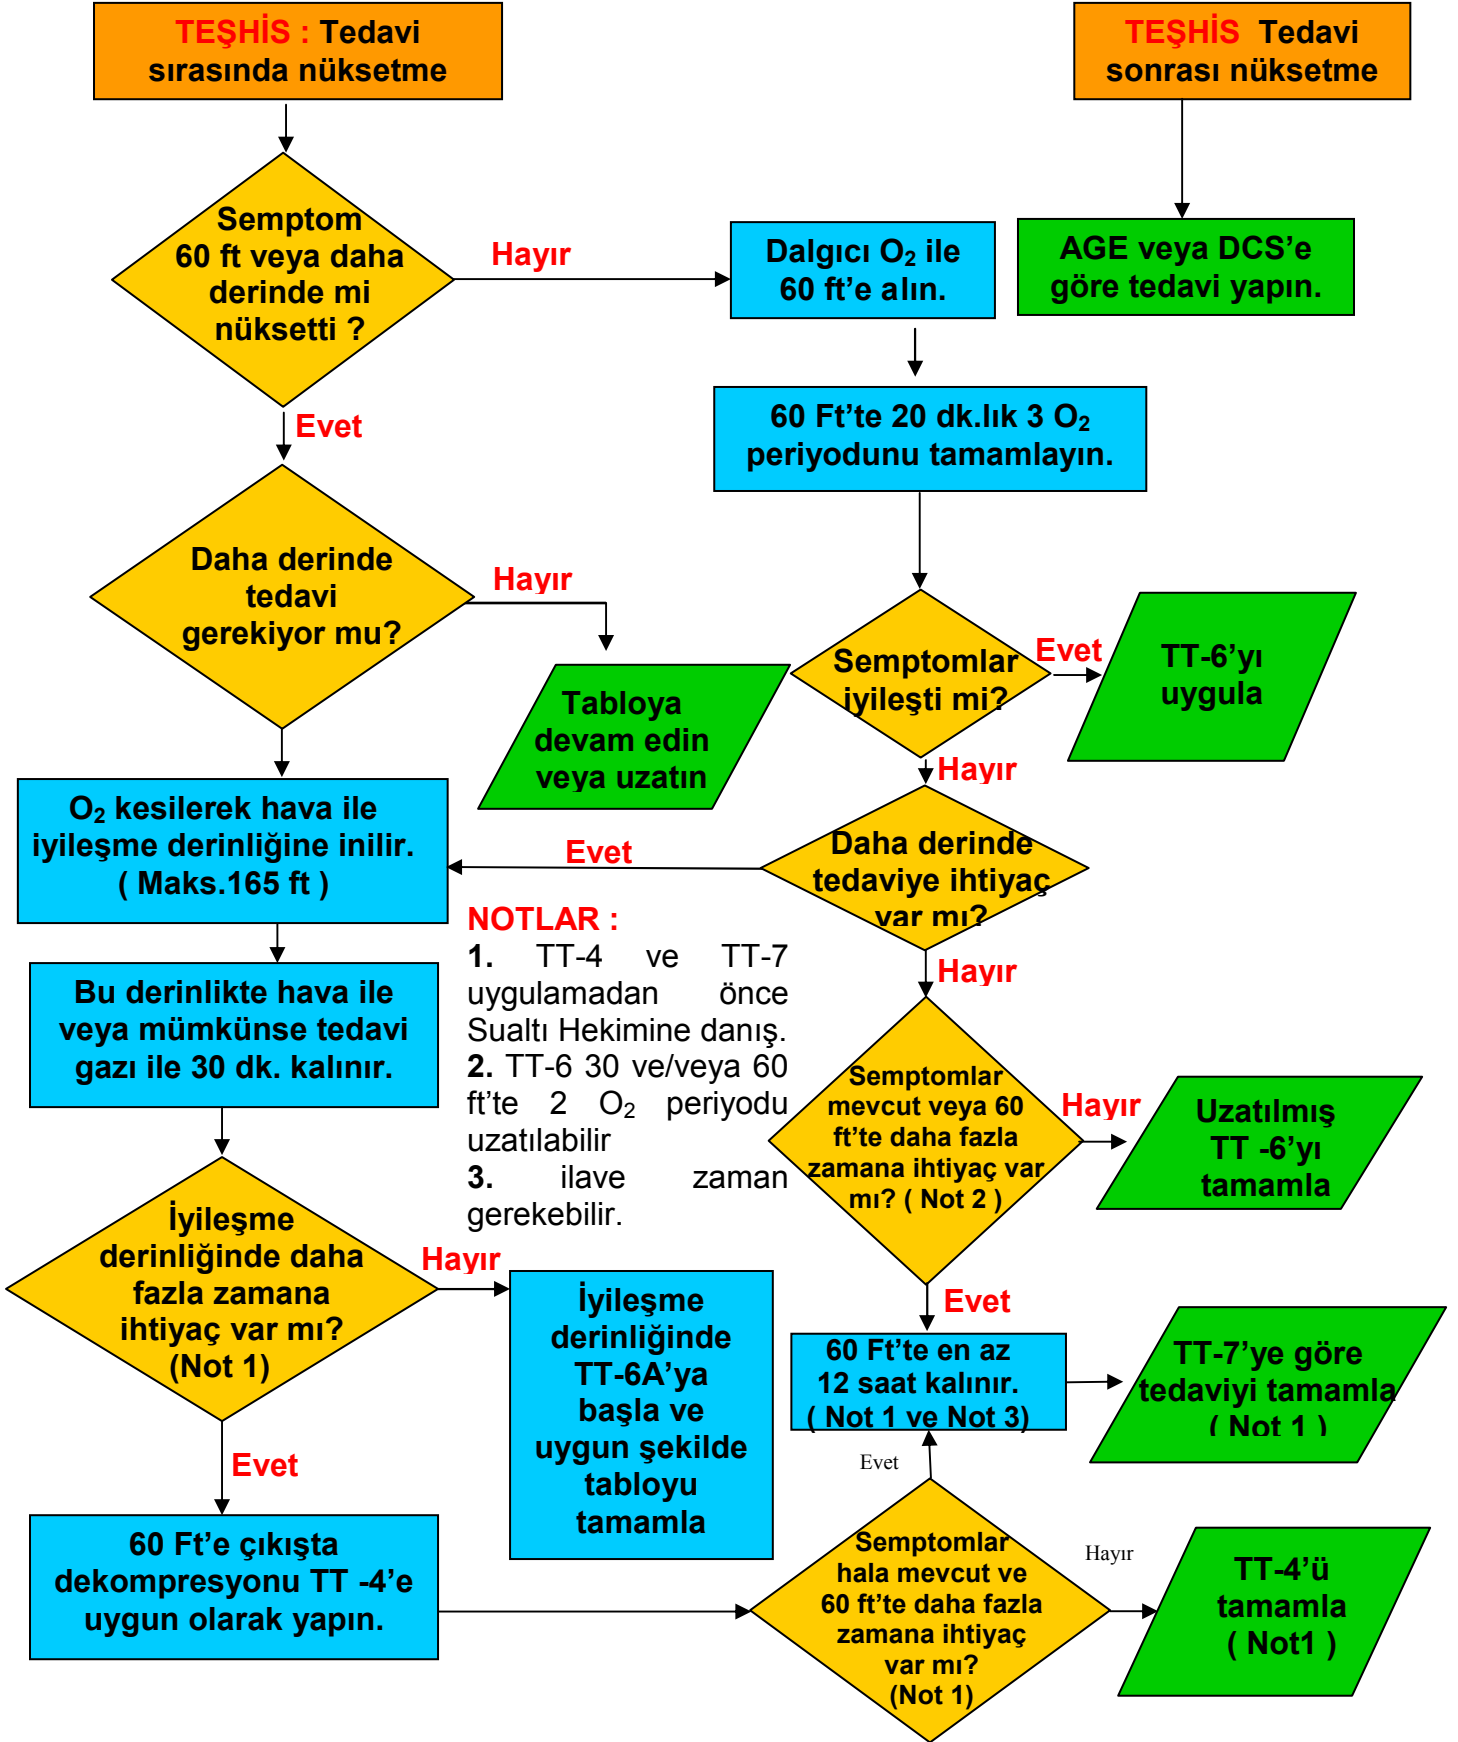 TEŞHİS : Tedavi
sırasında nüksetme
TEŞHİS Tedavi
sonrası nüksetme
Semptom
60 ft veya daha
derinde mi
nüksetti ?
Hayır
Dalgıcı O₂ ile
60 ft'e alın.
AGE veya DCS'e
göre tedavi yapın.
Evet
60 Ft'te 20 dk.lık 3 O₂
periyodunu tamamlayın.
Daha derinde
tedavi
gerekiyor mu?
Hayır
Tabloya
devam edin
veya uzatın
Semptomlar
iyileşti mi?
Evet
TT-6'yı
uygula
Hayır
O₂ kesilerek hava ile
iyileşme derinliğine inilir.
( Maks.165 ft )
Evet
Daha derinde
tedaviye ihtiyaç
var mı?
Hayır
Bu derinlikte hava ile
veya mümkünse tedavi
gazı ile 30 dk. kalınır.
NOTLAR :
1. TT-4 ve TT-7
uygulamadan önce
Sualtı Hekimine danış.
2. TT-6 30 ve/veya 60
ft'te 2 O₂ periyodu
uzatılabilir
3. ilave zaman
gerekebilir.
Semptomlar
mevcut veya 60
ft'te daha fazla
zamana ihtiyaç var
mı? ( Not 2 )
Hayır
Uzatılmış
TT -6'yı
tamamla
İyileşme
derinliğinde daha
fazla zamana
ihtiyaç var mı?
(Not 1)
Hayır
İyileşme
derinliğinde
TT-6A'ya
başla ve
uygun şekilde
tabloyu
tamamla
Evet
60 Ft'te en az
12 saat kalınır.
( Not 1 ve Not 3)
TT-7'ye göre
tedaviyi tamamla
( Not 1 )
Evet
Evet
60 Ft'e çıkışta
dekompresyonu TT -4'e
uygun olarak yapın.
Semptomlar
hala mevcut ve
60 ft'te daha fazla
zamana ihtiyaç
var mı?
(Not 1)
Hayır
TT-4'ü
tamamla
( Not1 )